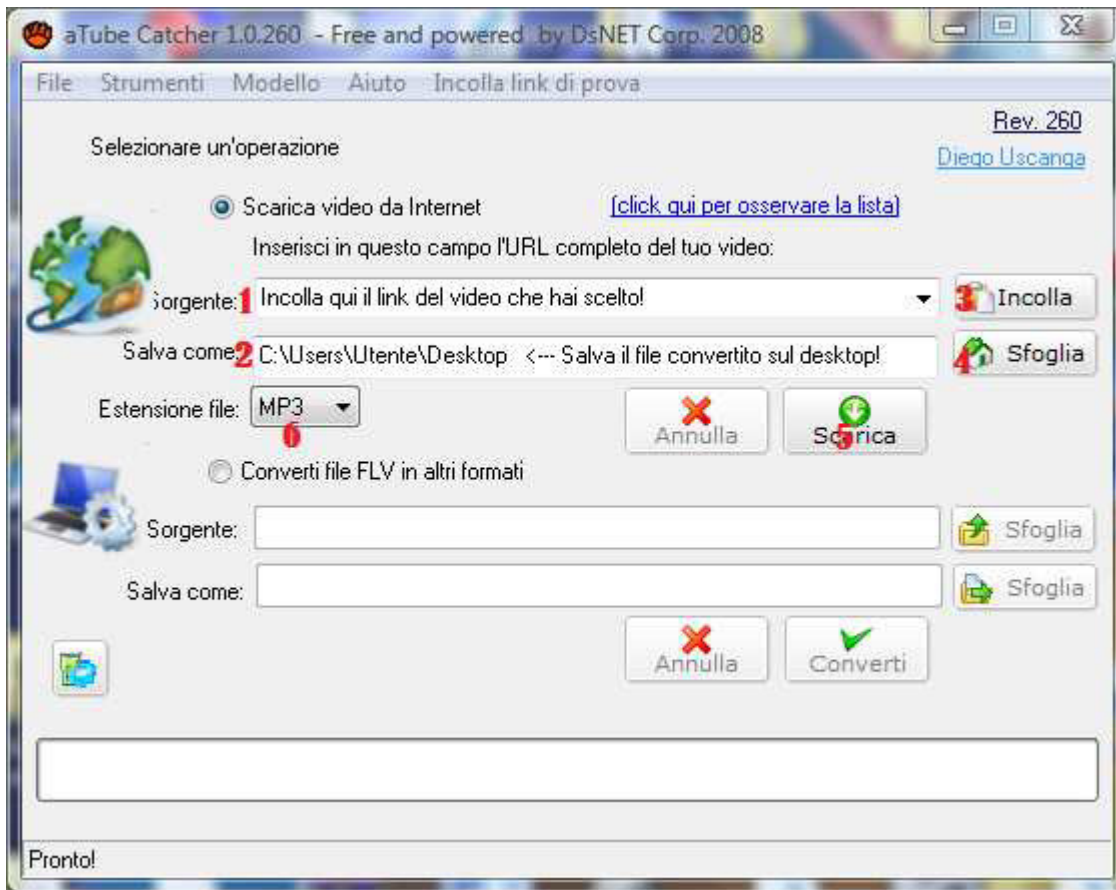 aTube Catcher 1.0.260 - Free and powered by DsNET Corp. 2008
File Strumenti Modello Aiuto Incolla link di prova
Rev. 260
Selezionare un'operazione
Diego Uscanga
Scarica video da Internet (click qui per osservare la lista)
Inserisci in questo campo l'URL completo del tuo video:
Sorgente: 1 Incolla qui il link del video che hai scelto! 3 Incolla
Salva come: 2 C:\Users\Utente\Desktop <--- Salva il file convertito sul desktop! 4 Sfoglia
Estensione file: MP3 6 Annulla Scarica 5
Converti file FLV in altri formati
Sorgente: Sfoglia
Salva come: Sfoglia
Annulla Converti
Pronto!